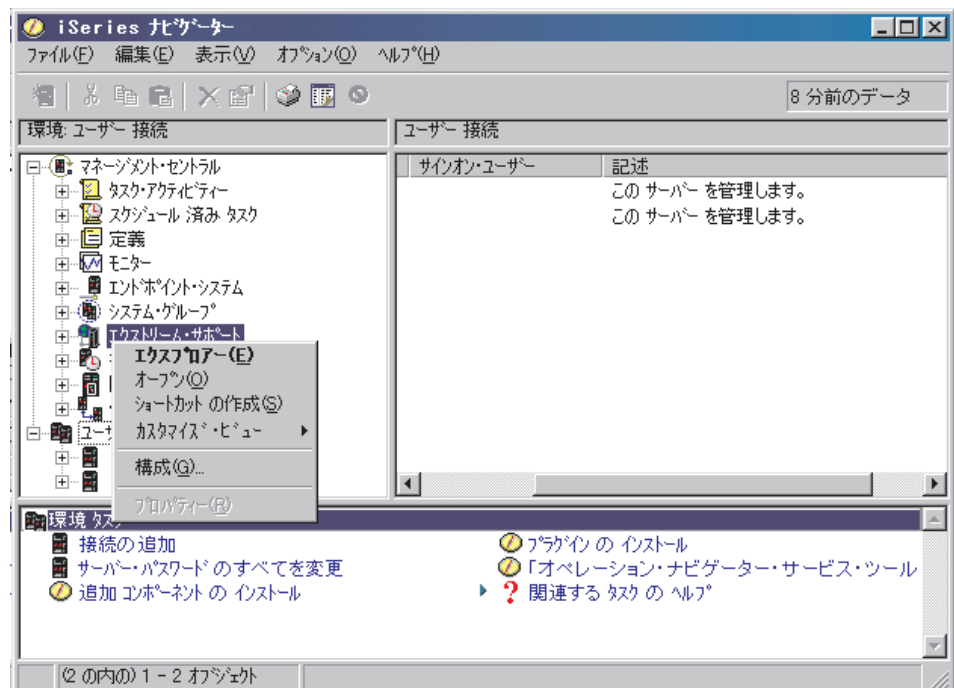 iSeries ナビゲーター
ファイル(F) 編集(E) 表示(V) オプション(O) ヘルプ(H)
8 分前のデータ
環境: ユーザー 接続
ユーザー 接続
サインオン・ユーザー 記述
このサーバーを管理します。
このサーバーを管理します。
マネージメント・セントラル
タスク・アクティビティー
スケジュール 済み タスク
定義
モニター
エンドポイント・システム
システム・グループ
エクストリーム・サポート
エクスプロアー(E)
オープン(O)
ショートカット の作成(S)
カスタマイズ・ビュー
構成(G)...
プロパティー(R)
環境 タス
接続の追加
サーバー・パスワード のすべてを変更
追加 コンポーネント の インストール
プラグイン の インストール
「オペレーション・ナビゲーター・サービス・ツール
関連する タスク の ヘルプ
(2 の内の) 1 - 2 オブジェクト